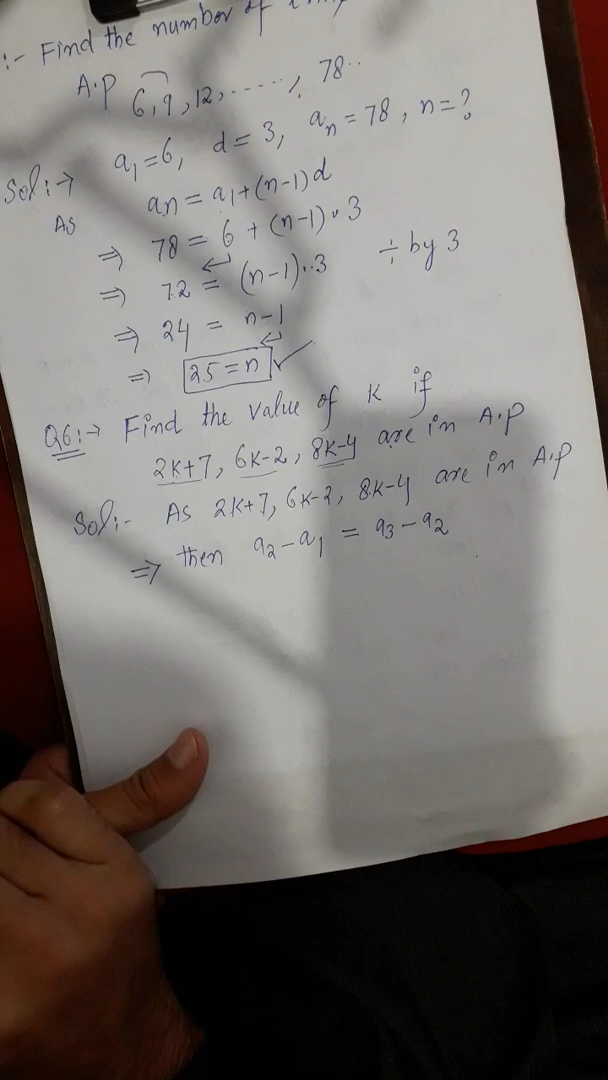 :- Find the number of
A.P 6, 9, 12, ------, 78..
Sol:→ a₁=6, d=3, aₙ=78, n=?
As aₙ = a₁+(n-1)d
⇒ 78 = 6 + (n-1).3
⇒ 72 = (n-1)..3 ÷ by 3
⇒ 24 = n-1
⇒ 25=n ✓
Q6:→ Find the value of K if
2K+7, 6K-2, 8K-4 are in A.P
Sol:- As 2K+7, 6K-2, 8K-4 are in A.P
⇒ then a₂-a₁ = a₃-a₂